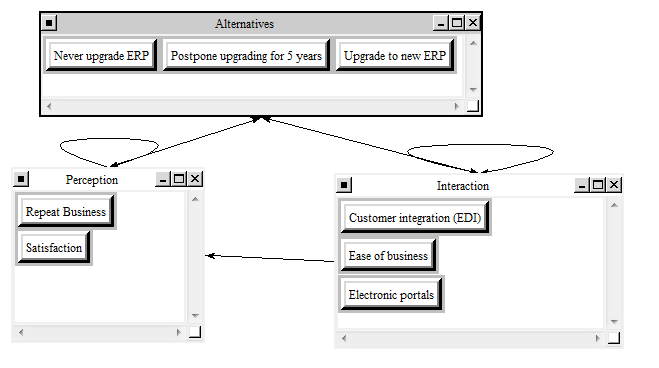 Alternatives
Never upgrade ERP
Postpone upgrading for 5 years
Upgrade to new ERP
Perception
Repeat Business
Satisfaction
Interaction
Customer integration (EDI)
Ease of business
Electronic portals